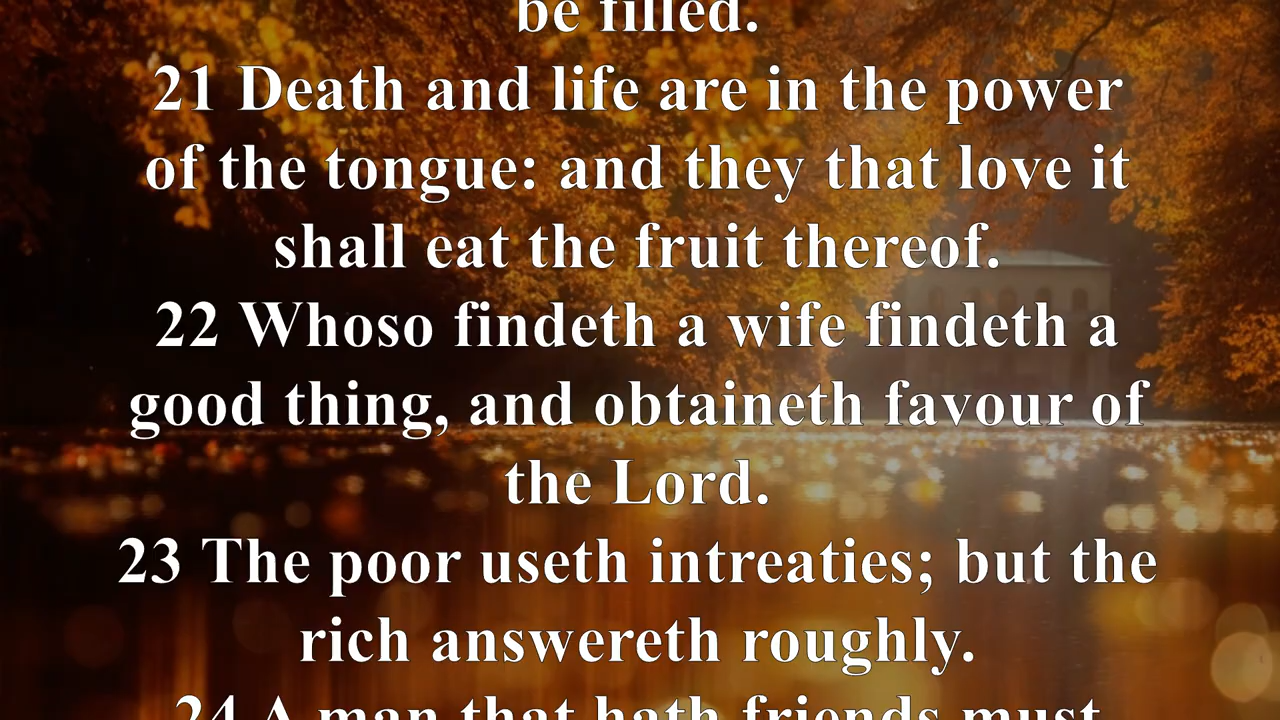 be filled.
21 Death and life are in the power
of the tongue: and they that love it
shall eat the fruit thereof.
22 Whoso findeth a wife findeth a
good thing, and obtaineth favour of
the Lord.
23 The poor useth intreaties; but the
rich answereth roughly.
24 A man that hath friends must